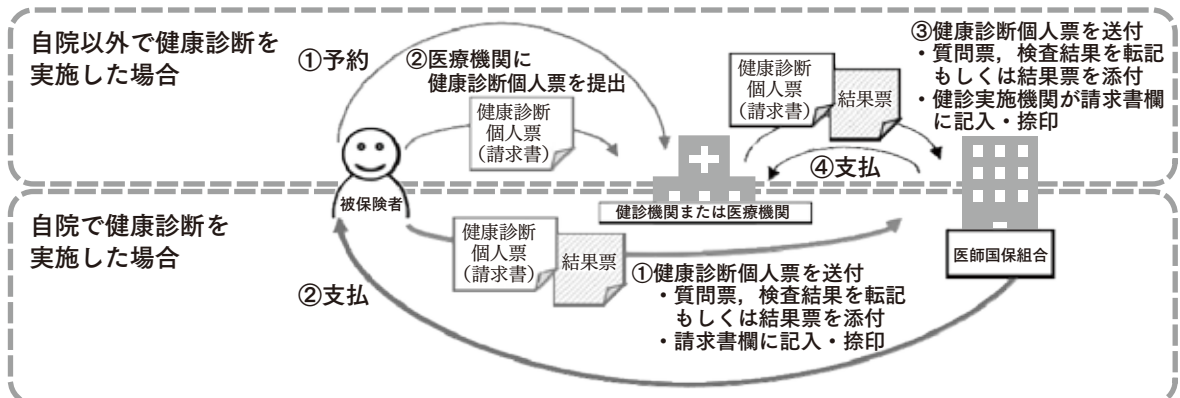 自院以外で健康診断を
実施した場合
①予約
②医療機関に
健康診断個人票を提出
健康診断
個人票
（請求書）
健康診断
個人票
（請求書）
結果票
③健康診断個人票を送付
・質問票，検査結果を転記
もしくは結果票を添付
・健診実施機関が請求書欄
に記入・捺印
④支払
被保険者
健診機関または医療機関
医師国保組合
自院で健康診断を
実施した場合
健康診断
個人票
（請求書）
結果票
①健康診断個人票を送付
・質問票，検査結果を転記
もしくは結果票を添付
・請求書欄に記入・捺印
②支払